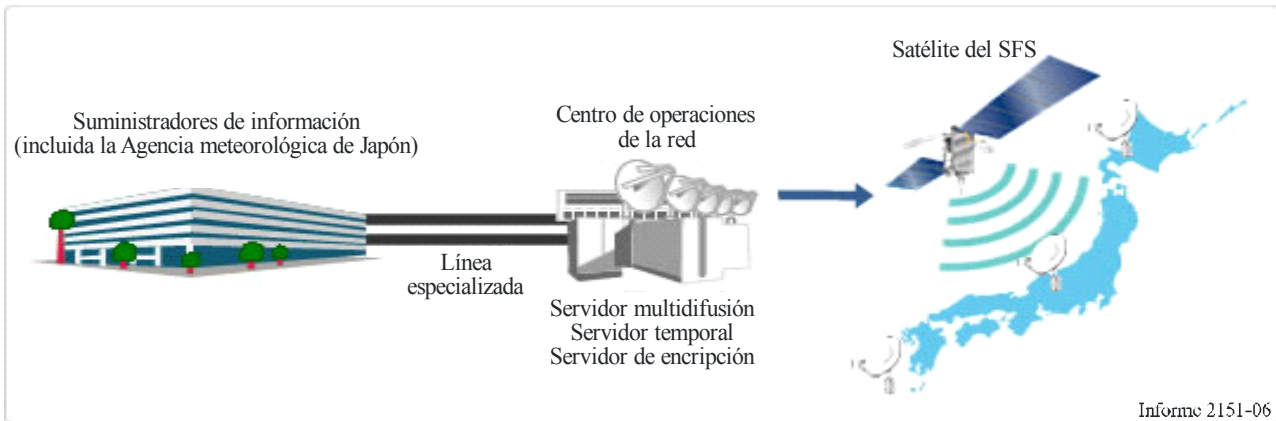 Satélite del SFS
Suministradores de información
(incluida la Agencia meteorológica de Japón)
Centro de operaciones
de la red
Línea
especializada
Servidor multidifusión
Servidor temporal
Servidor de encripción
Informe 2151-06